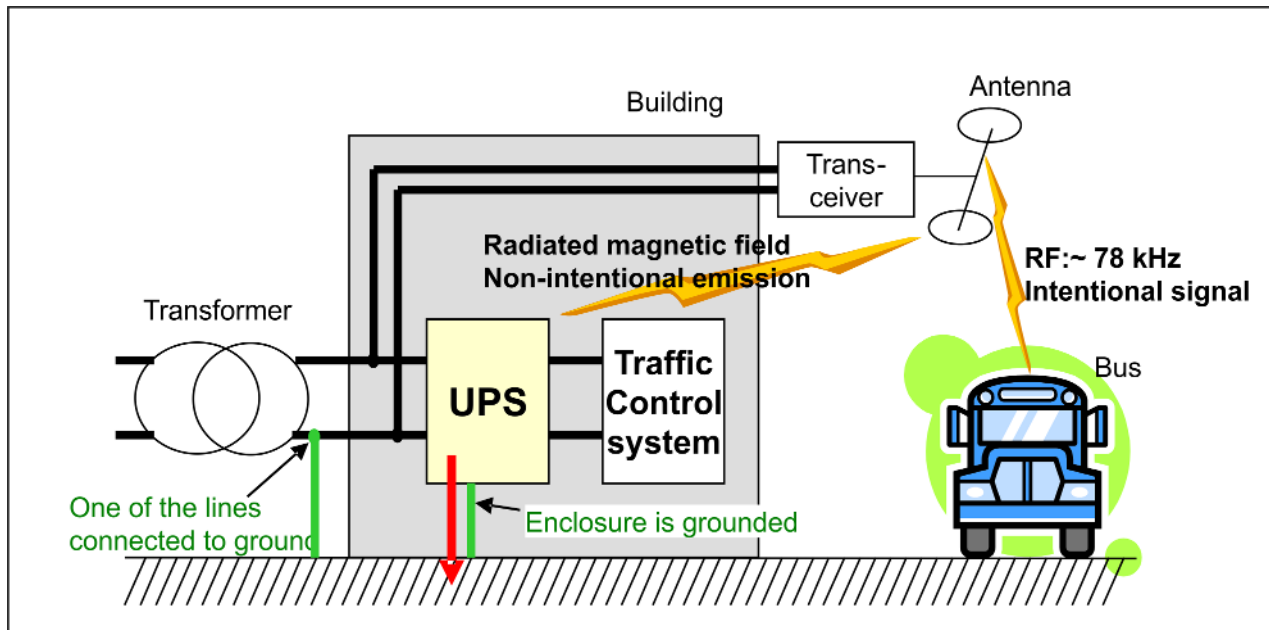 Antenna
Building
Trans-
ceiver
Radiated magnetic field
Non-intentional emission
RF:~ 78 kHz
Intentional signal
Transformer
Bus
UPS
Traffic
Control
system
One of the lines
connected to ground
Enclosure is grounded